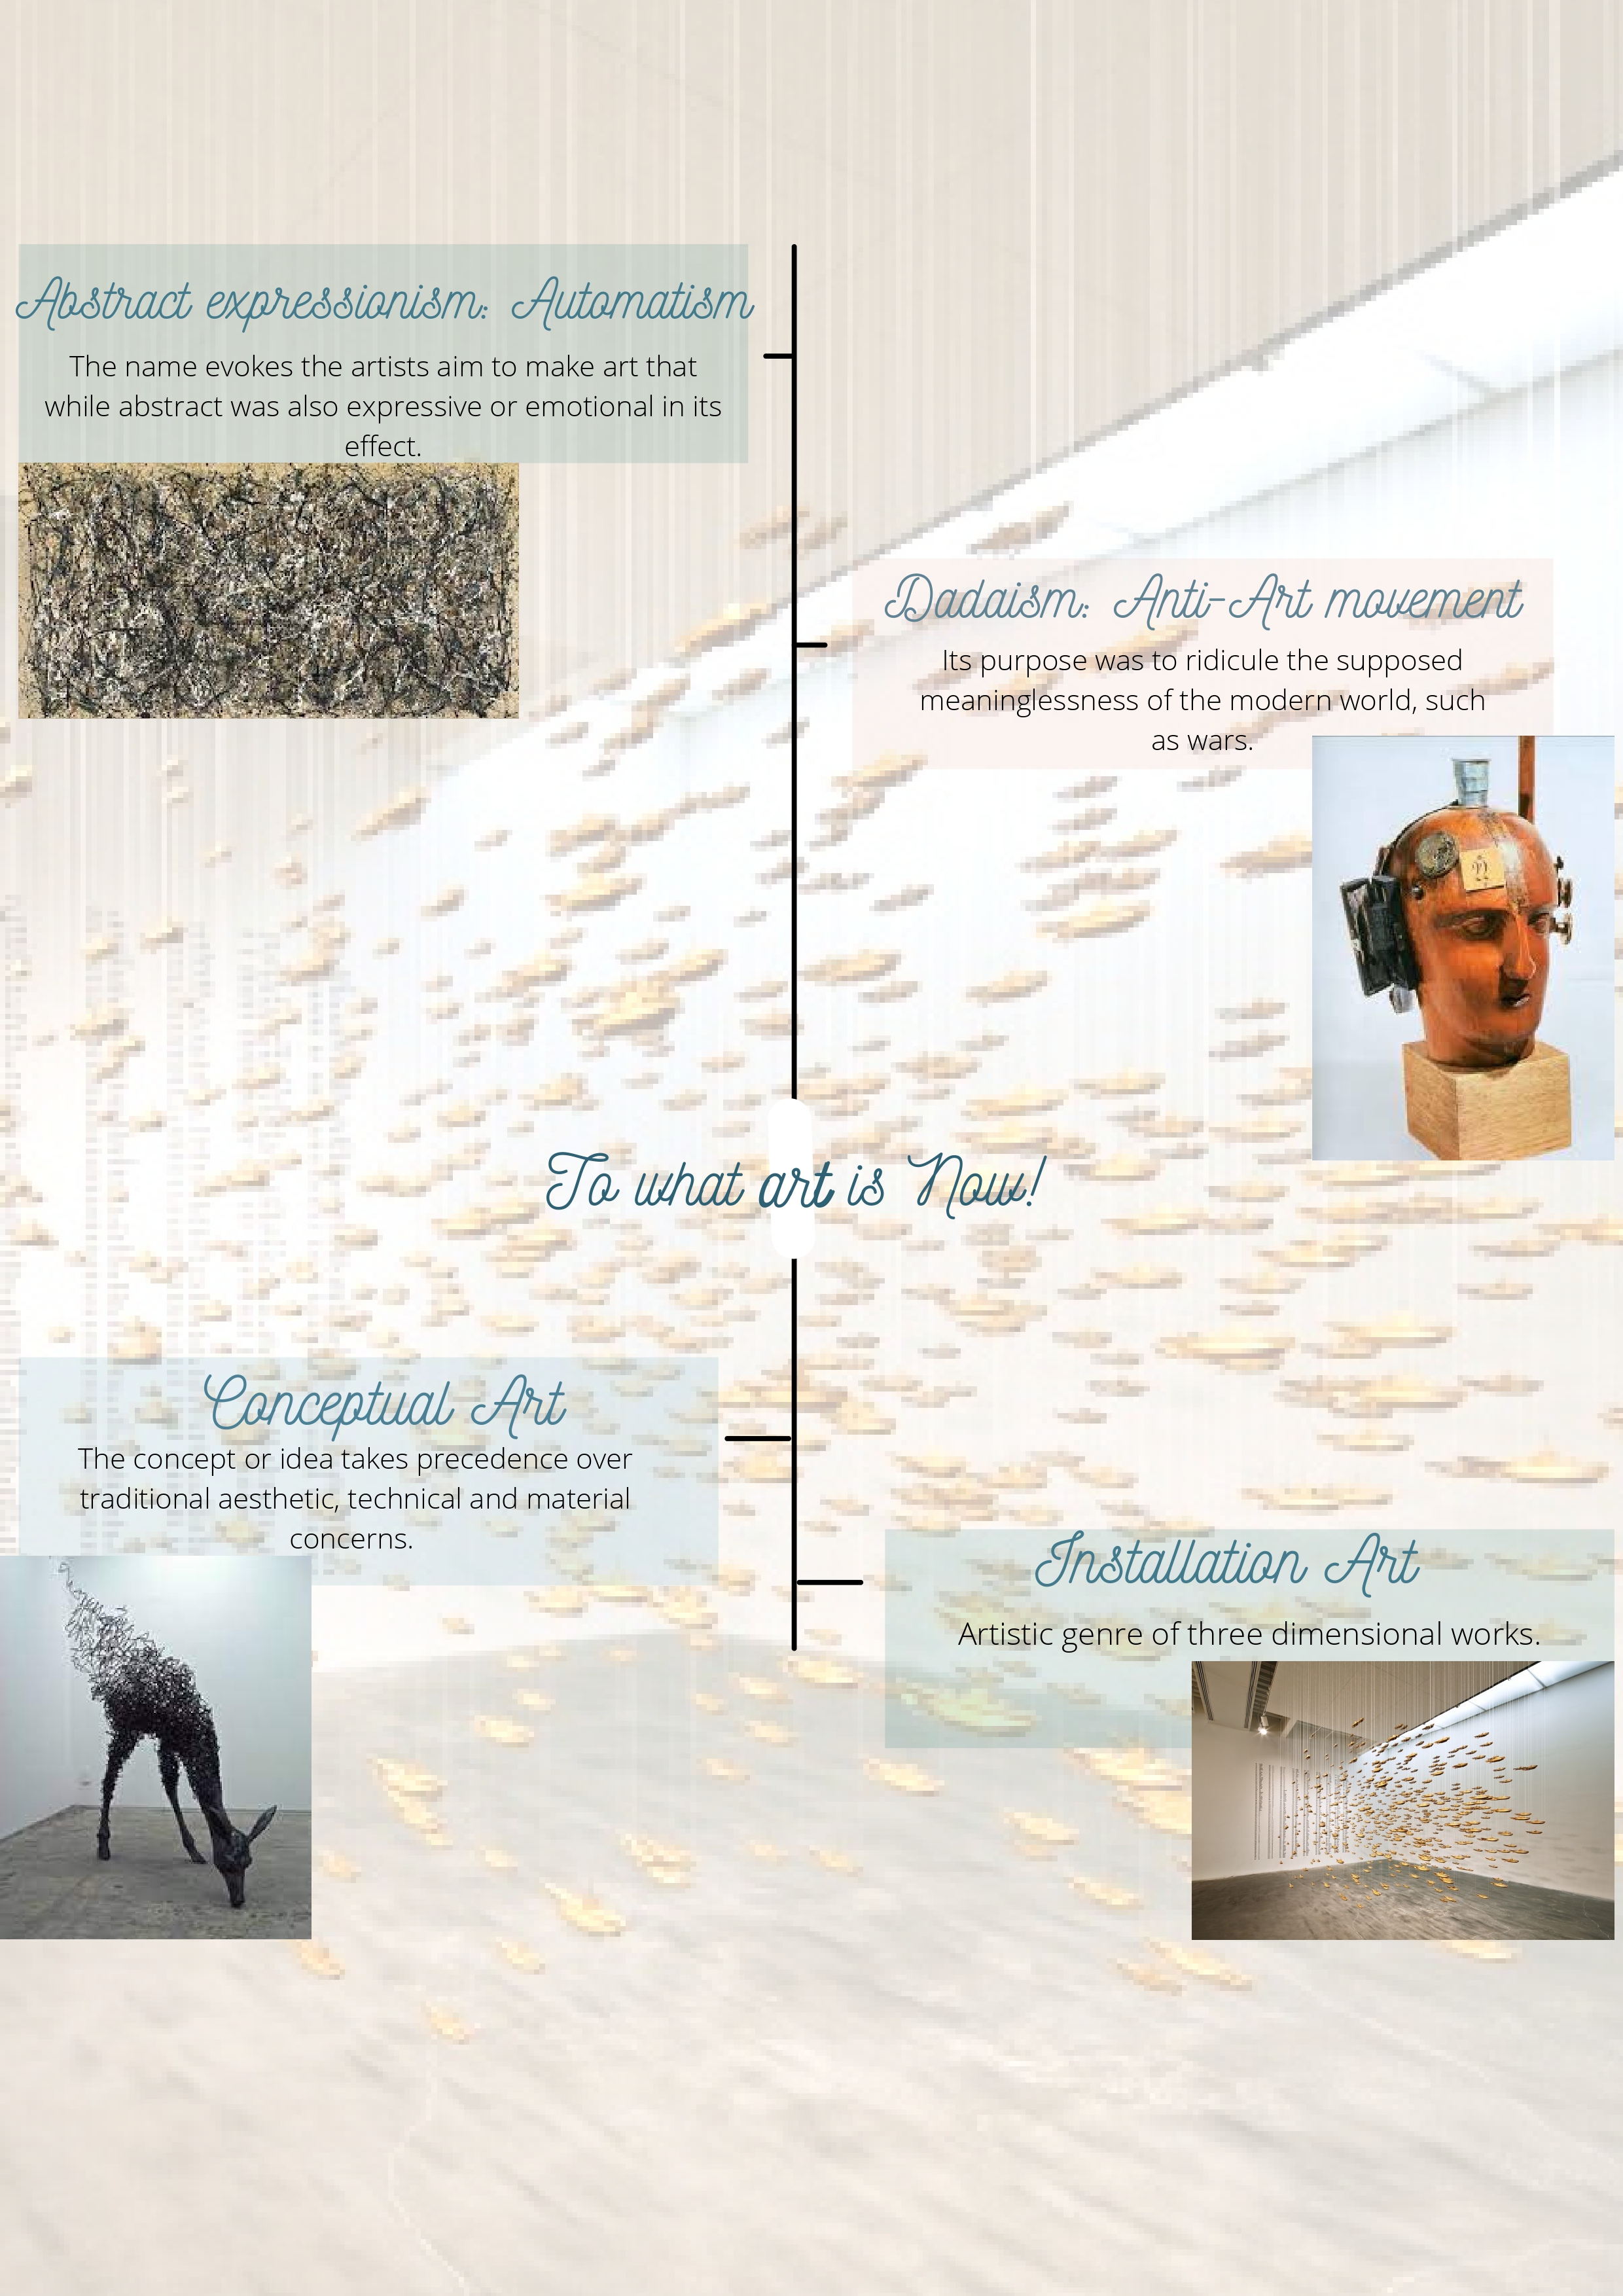 Abstract expressionism: Automatism
The name evokes the artists aim to make art that
while abstract was also expressive or emotional in its
effect.
Dadaism: Anti-Art movement
Its purpose was to ridicule the supposed
meaninglessness of the modern world, such
as wars.
To what art is Now!
Conceptual Art
The concept or idea takes precedence over
traditional aesthetic, technical and material
concerns.
Installation Art
Artistic genre of three dimensional works.